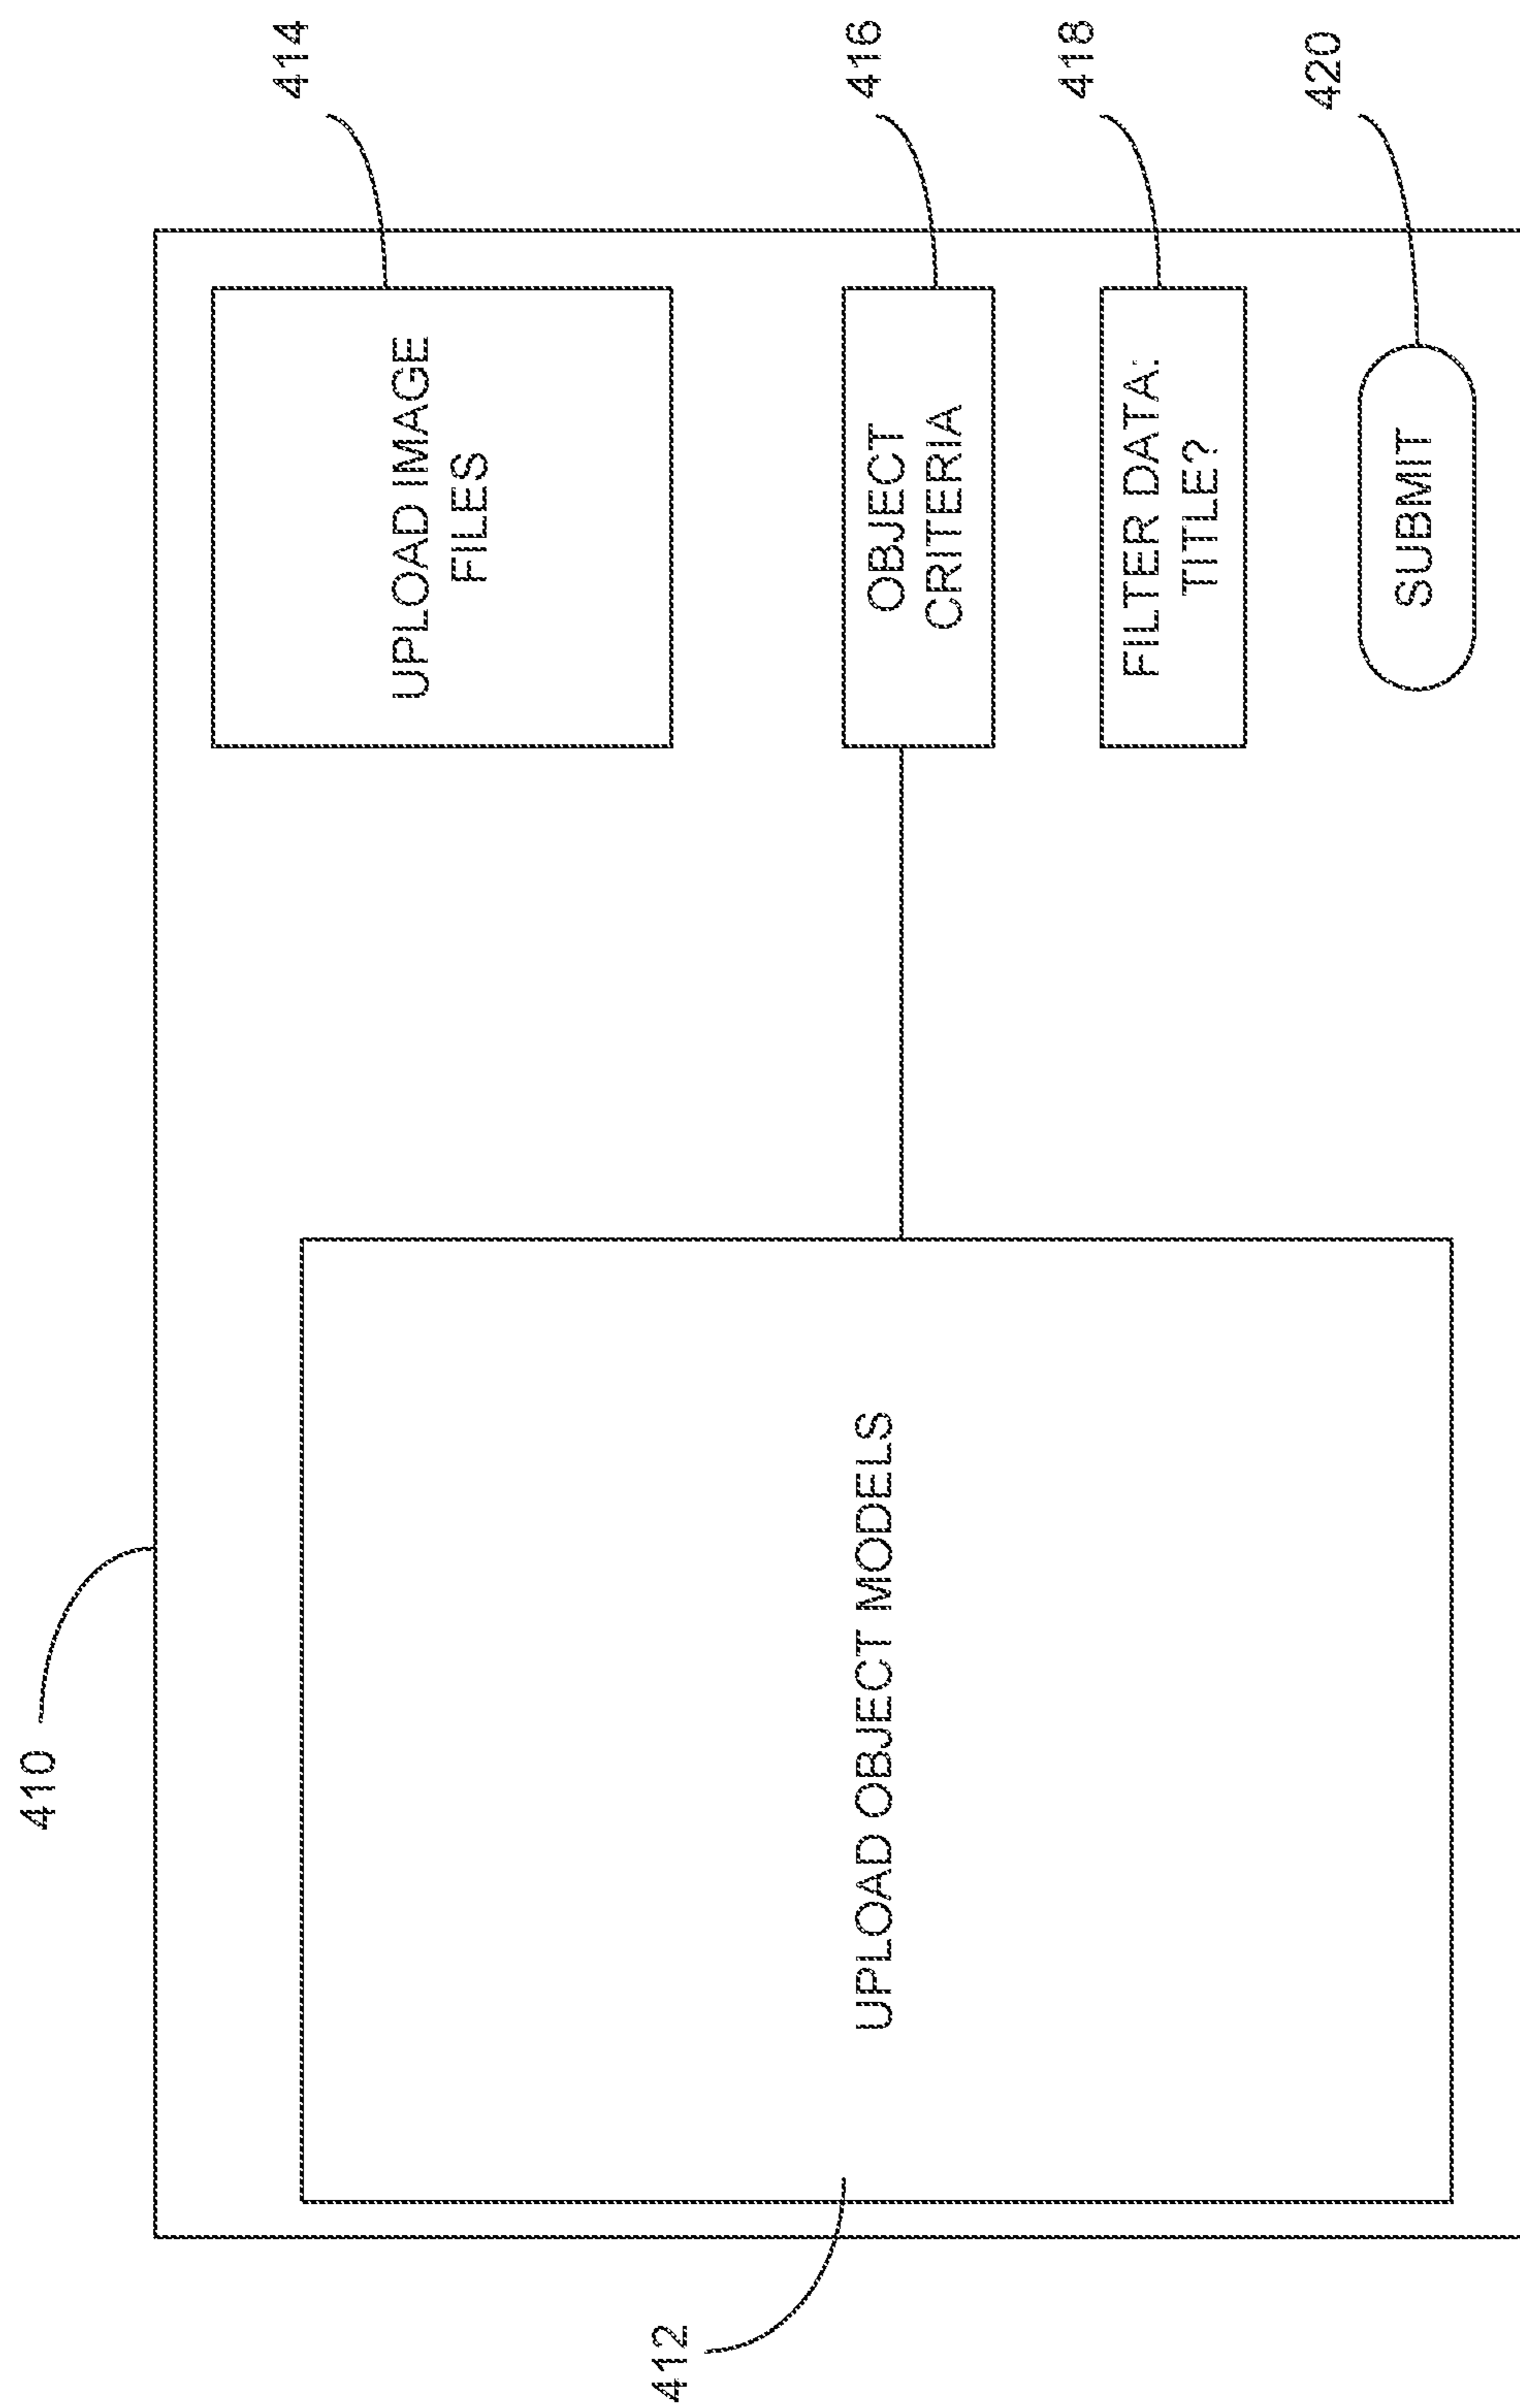 410
412
UPLOAD OBJECT MODELS
414
UPLOAD IMAGE
FILES
416
OBJECT
CRITERIA
418
FILTER DATA:
TITLE?
420
SUBMIT